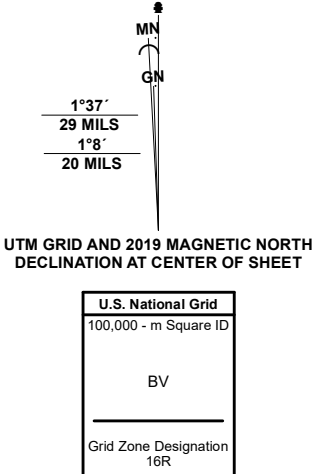 MN
GN
1°37´
29 MILS
1°8´
20 MILS
UTM GRID AND 2019 MAGNETIC NORTH
DECLINATION AT CENTER OF SHEET
U.S. National Grid
100,000 - m Square ID
BV
Grid Zone Designation
16R